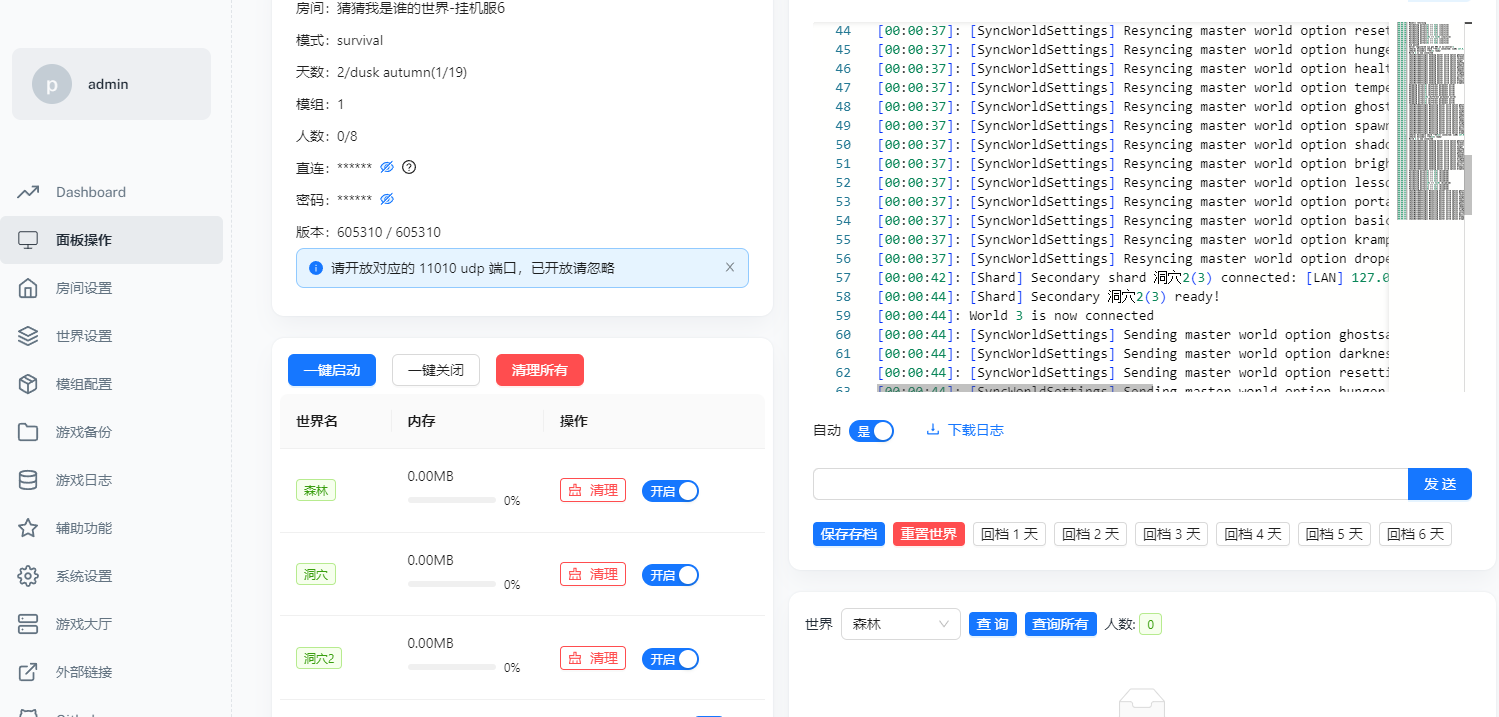 p
admin
Dashboard
面板操作
房间设置
世界设置
模组配置
游戏备份
游戏日志
辅助功能
系统设置
游戏大厅
外部链接
房间: 猜猜我是谁的世界-挂机服6
模式: survival
天数: 2/dusk autumn(1/19)
模组: 1
人数: 0/8
直连: ******
密码: ******
版本: 605310 / 605310
请开放对应的 11010 udp 端口，已开放请忽略
一键启动 一键关闭 清理所有
世界名 内存 操作
森林 0.00MB 0% 清理 开启
洞穴 0.00MB 0% 清理 开启
洞穴2 0.00MB 0% 清理 开启
44 [00:00:37]: [SyncWorldSettings] Resyncing master world option
45 [00:00:37]: [SyncWorldSettings] Resyncing master world option
46 [00:00:37]: [SyncWorldSettings] Resyncing master world option
47 [00:00:37]: [SyncWorldSettings] Resyncing master world option
48 [00:00:37]: [SyncWorldSettings] Resyncing master world option ghost
49 [00:00:37]: [SyncWorldSettings] Resyncing master world option
50 [00:00:37]: [SyncWorldSettings] Resyncing master world option
51 [00:00:37]: [SyncWorldSettings] Resyncing master world option
52 [00:00:37]: [SyncWorldSettings] Resyncing master world option
53 [00:00:37]: [SyncWorldSettings] Resyncing master world option
54 [00:00:37]: [SyncWorldSettings] Resyncing master world option basic
55 [00:00:37]: [SyncWorldSettings] Resyncing master world option
56 [00:00:37]: [SyncWorldSettings] Resyncing master world option
57 [00:00:42]: [Shard] Secondary shard 洞穴2(3) connected: [LAN] 127.0
58 [00:00:44]: [Shard] Secondary 洞穴2(3) ready!
59 [00:00:44]: World 3 is now connected
60 [00:00:44]: [SyncWorldSettings] Sending master world option
61 [00:00:44]: [SyncWorldSettings] Sending master world option
62 [00:00:44]: [SyncWorldSettings] Sending master world option
63 [00:00:44]: [SyncWorldSettings] Sending master world option hunger
自动 是 下载日志
发 送
保存存档 重置世界 回档 1 天 回档 2 天 回档 3 天 回档 4 天 回档 5 天 回档 6 天
世界 森林 查 询 查询所有 人数: 0